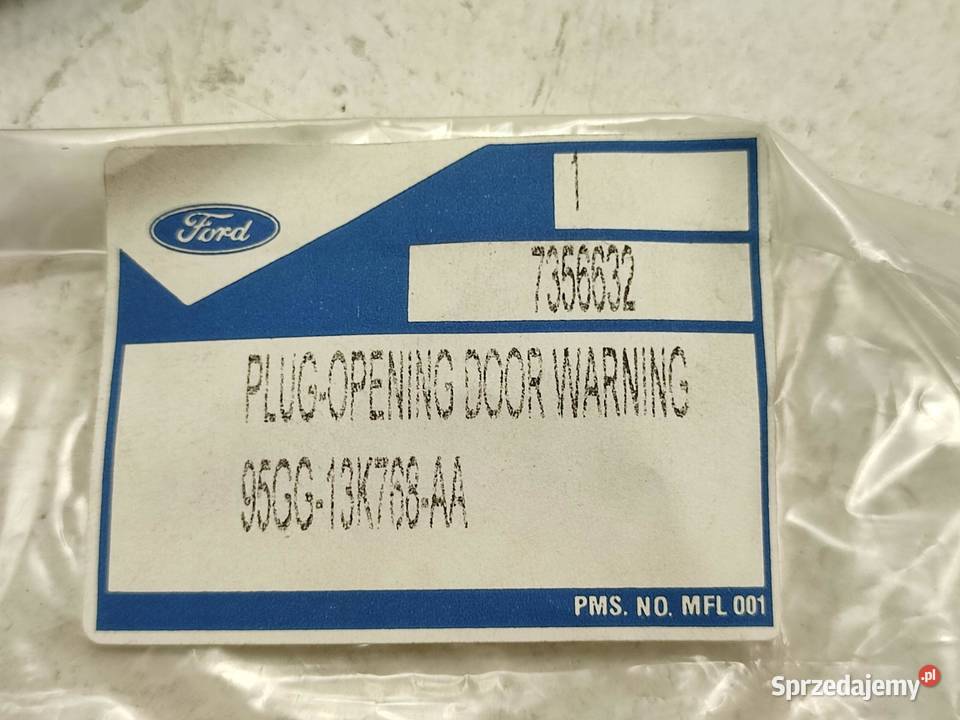 Ford
1
7356632
PLUG-OPENING DOOR WARNING
95GG-13K768-AA
PMS. NO. MFL 001
Sprzedajemy.pl